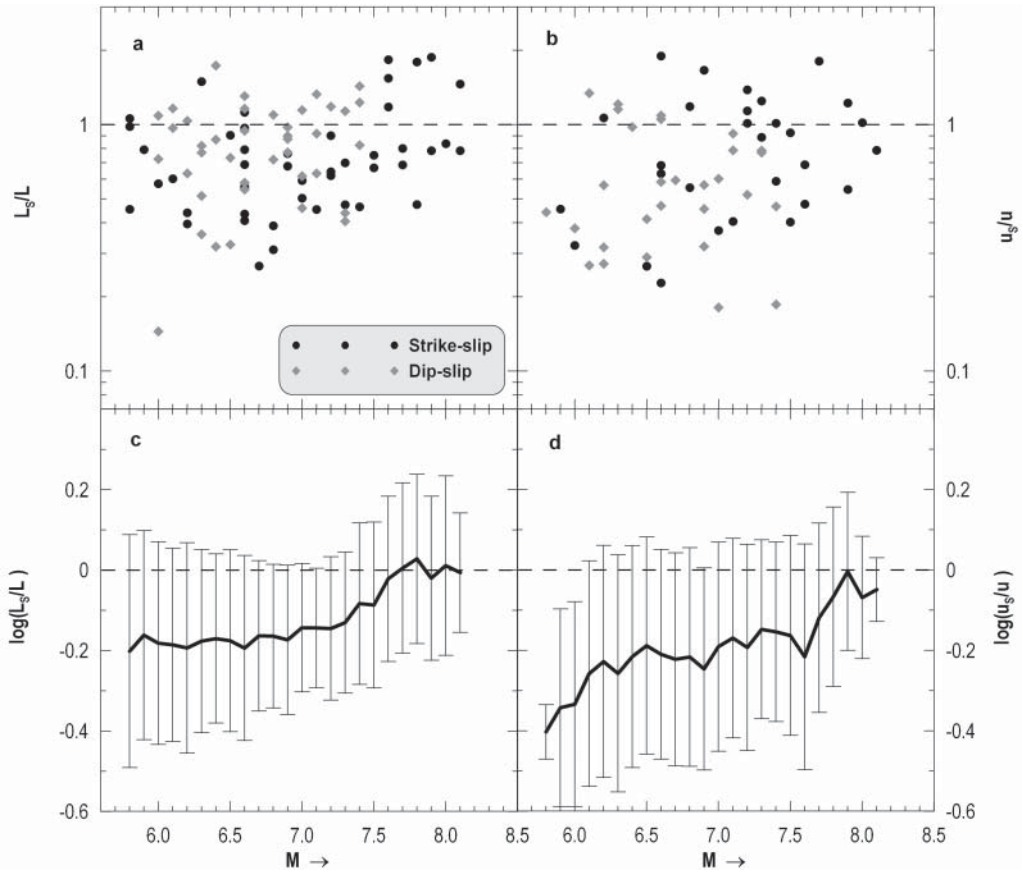 a
b
1
1
Lₛ/L
uₛ/u
Strike-slip
Dip-slip
0.1
0.1
c
d
0.2
0.2
0
0
log(Lₛ/L )
log(uₛ/u )
-0.2
-0.2
-0.4
-0.4
-0.6
-0.6
6.0 6.5 7.0 7.5 8.0 8.5 6.0 6.5 7.0 7.5 8.0 8.5
M → M →